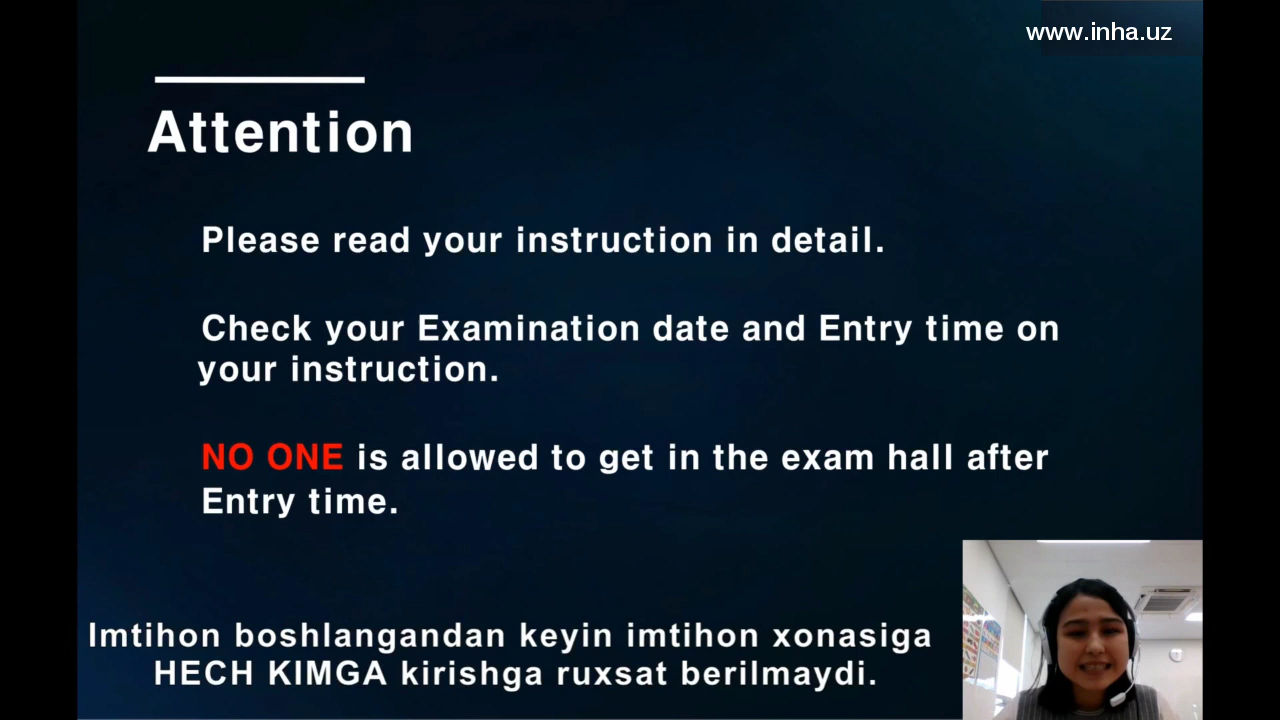 www.inha.uz
Attention
Please read your instruction in detail.
Check your Examination date and Entry time on
your instruction.
NO ONE is allowed to get in the exam hall after
Entry time.
Imtihon boshlangandan keyin imtihon xonasiga
HECH KIMGA kirishga ruxsat berilmaydi.